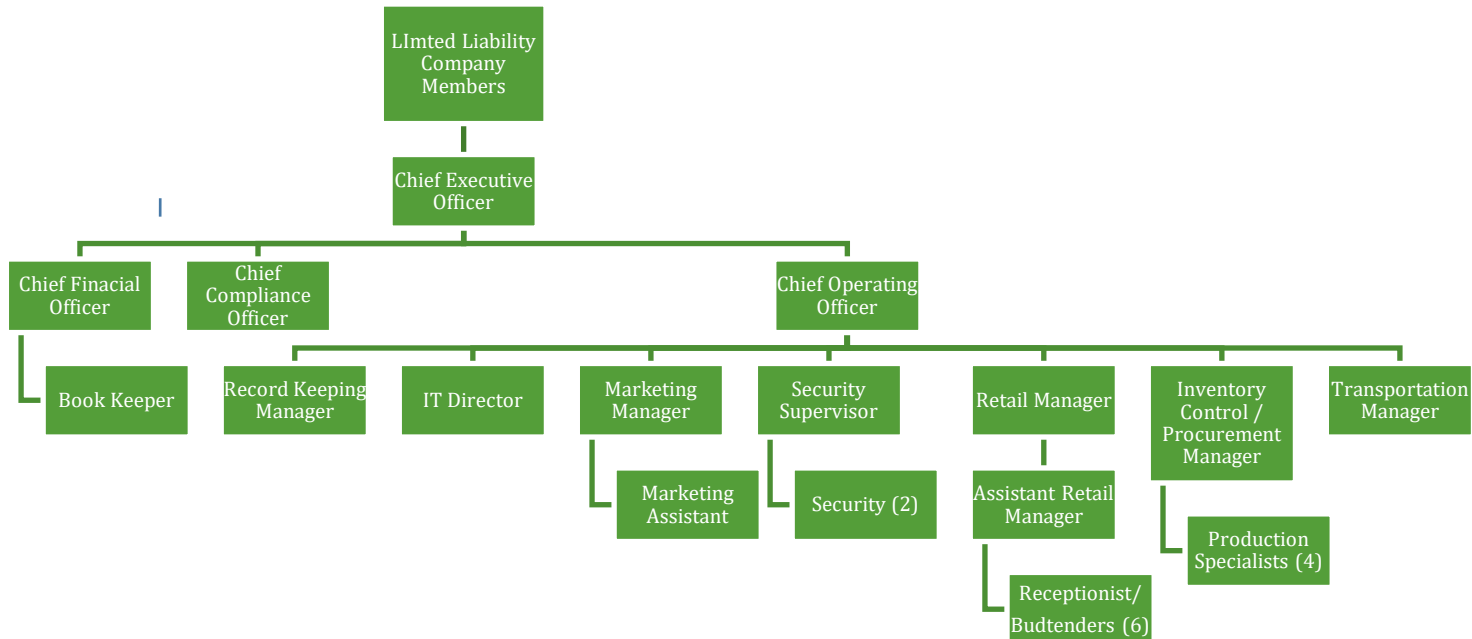 LImted Liability
Company
Members
Chief Executive
Officer
Chief Finacial
Officer
Chief
Compliance
Officer
Chief Operating
Officer
Book Keeper
Record Keeping
Manager
IT Director
Marketing
Manager
Security
Supervisor
Retail Manager
Inventory
Control /
Procurement
Manager
Transportation
Manager
Marketing
Assistant
Security (2)
Assistant Retail
Manager
Production
Specialists (4)
Receptionist/
Budtenders (6)